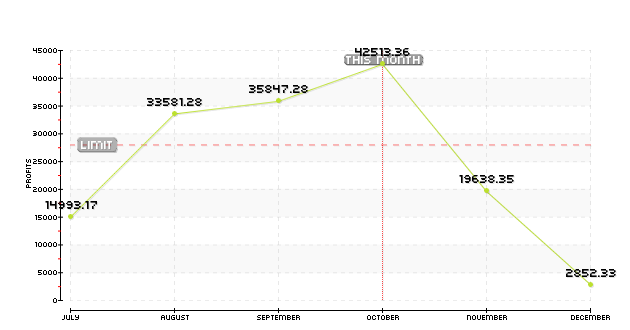 42513.36
45000
THIS MONTH
40000
35847.28
33581.28
35000
30000
LIMIT
25000
PROFITS
20000
19638.35
14993.17
15000
10000
5000
2852.33
0
JULY
AUGUST
SEPTEMBER
OCTOBER
NOVEMBER
DECEMBER